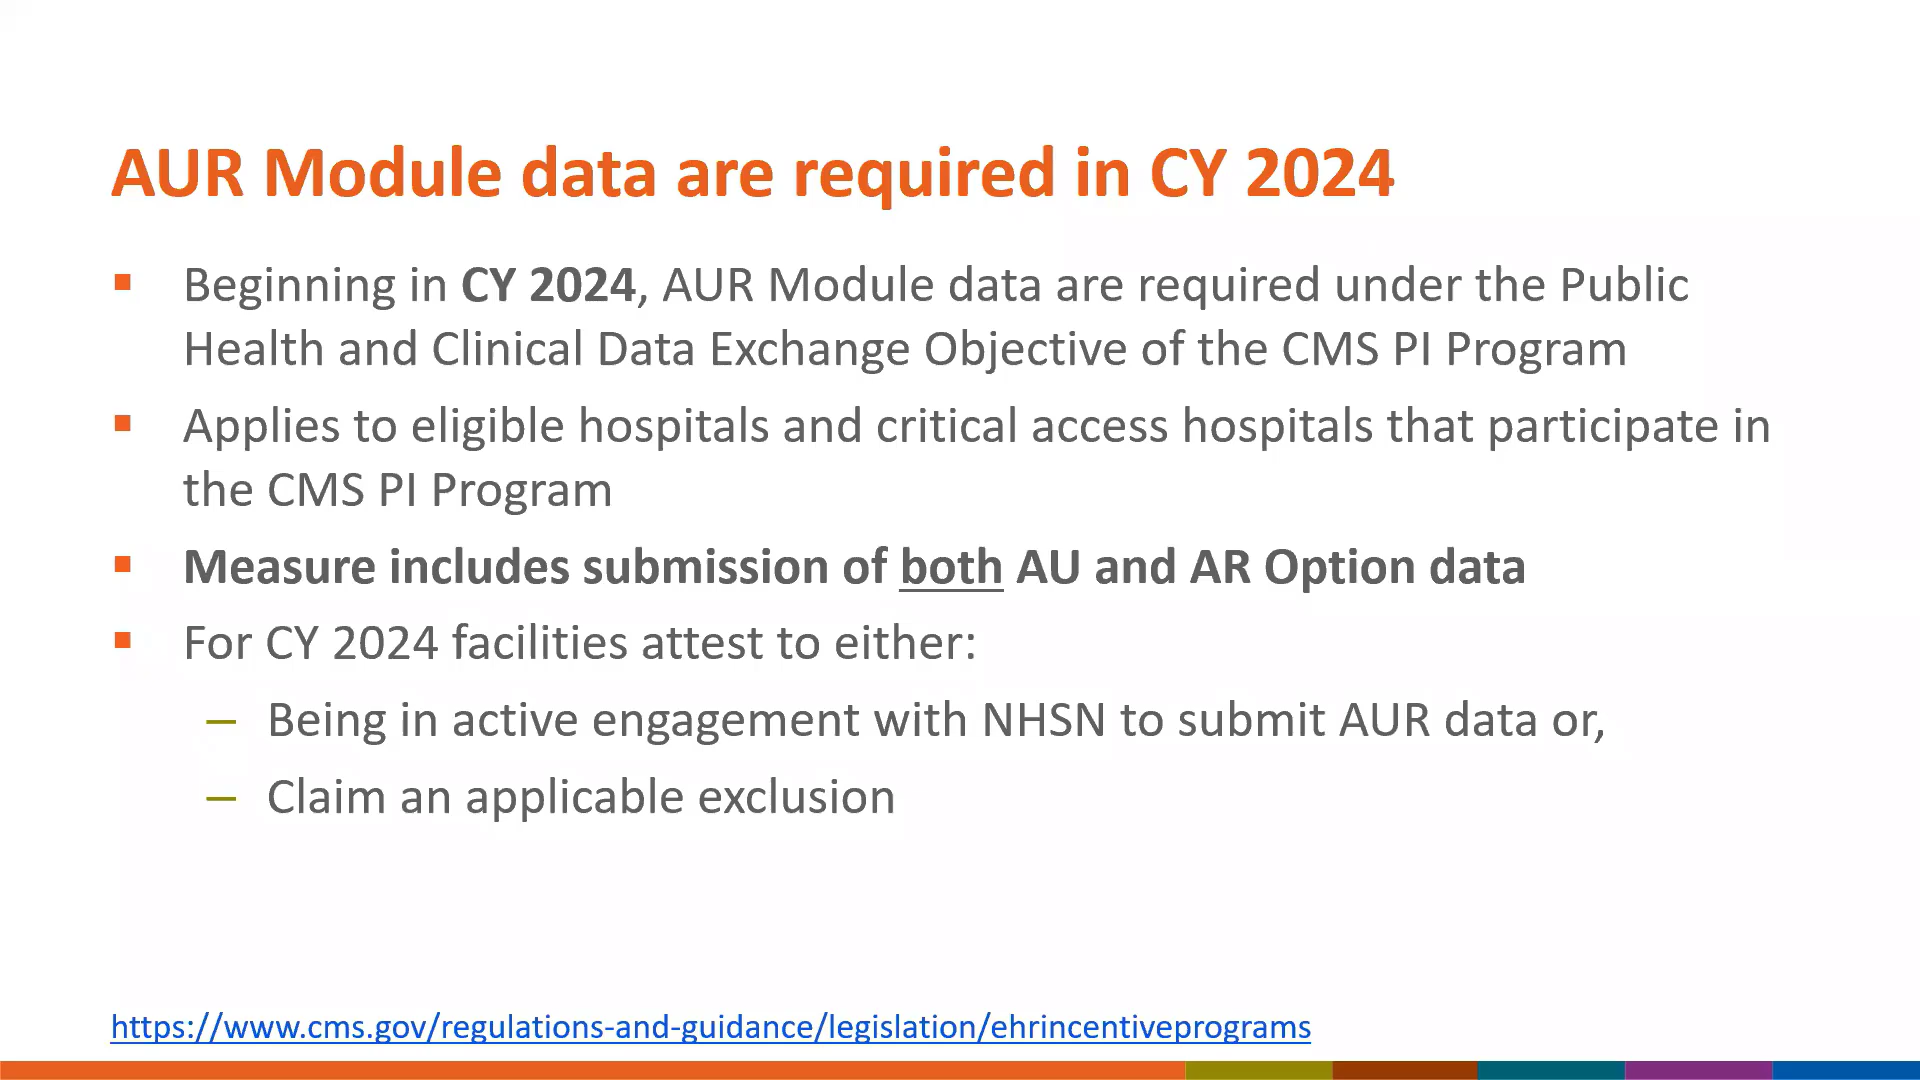 AUR Module data are required in CY 2024
▪ Beginning in CY 2024, AUR Module data are required under the Public
Health and Clinical Data Exchange Objective of the CMS PI Program
▪ Applies to eligible hospitals and critical access hospitals that participate in
the CMS PI Program
▪ Measure includes submission of both AU and AR Option data
▪ For CY 2024 facilities attest to either:
– Being in active engagement with NHSN to submit AUR data or,
– Claim an applicable exclusion
https://www.cms.gov/regulations-and-guidance/legislation/ehrincentiveprograms